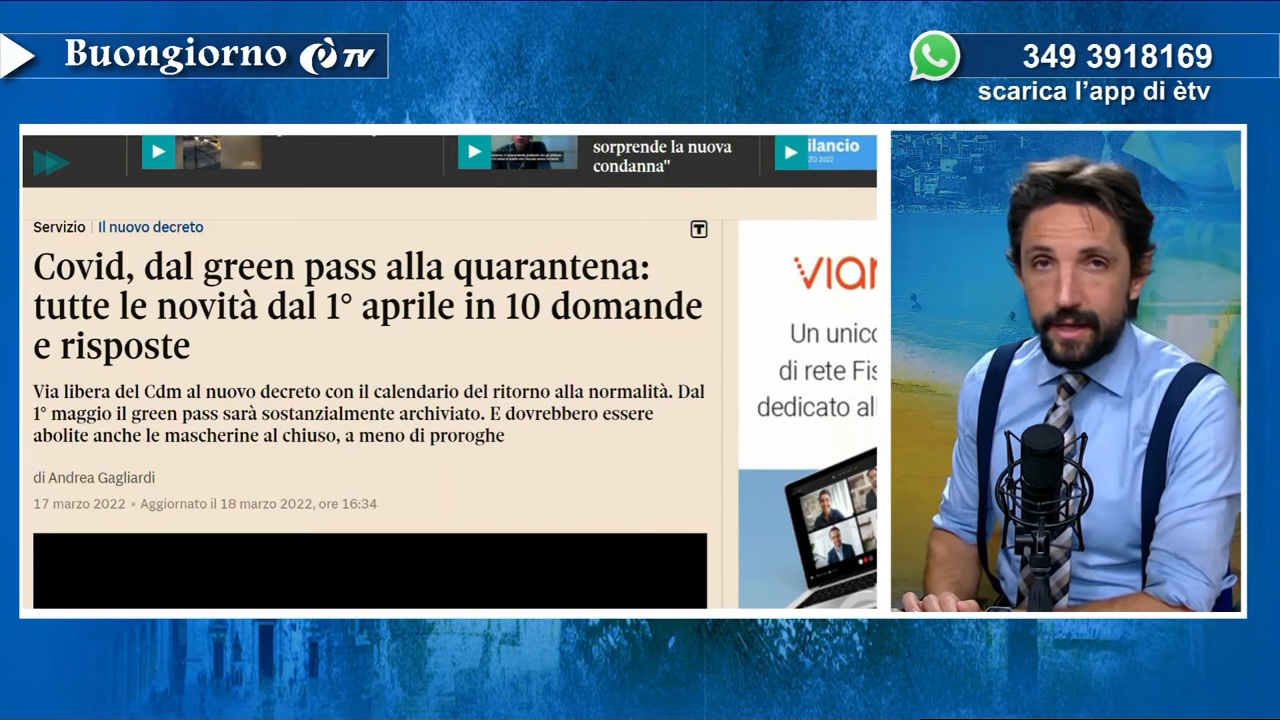 Buongiorno è TV
349 3918169
scarica l'app di ètv
sorprende la nuova
condanna"
ilancio
ZO 2022
Servizio | Il nuovo decreto
T
Covid, dal green pass alla quarantena:
tutte le novità dal 1° aprile in 10 domande
e risposte
Via libera del Cdm al nuovo decreto con il calendario del ritorno alla normalità. Dal
1° maggio il green pass sarà sostanzialmente archiviato. E dovrebbero essere
abolite anche le mascherine al chiuso, a meno di proroghe
di Andrea Gagliardi
17 marzo 2022 • Aggiornato il 18 marzo 2022, ore 16:34
Un unico
di rete Fis
dedicato al